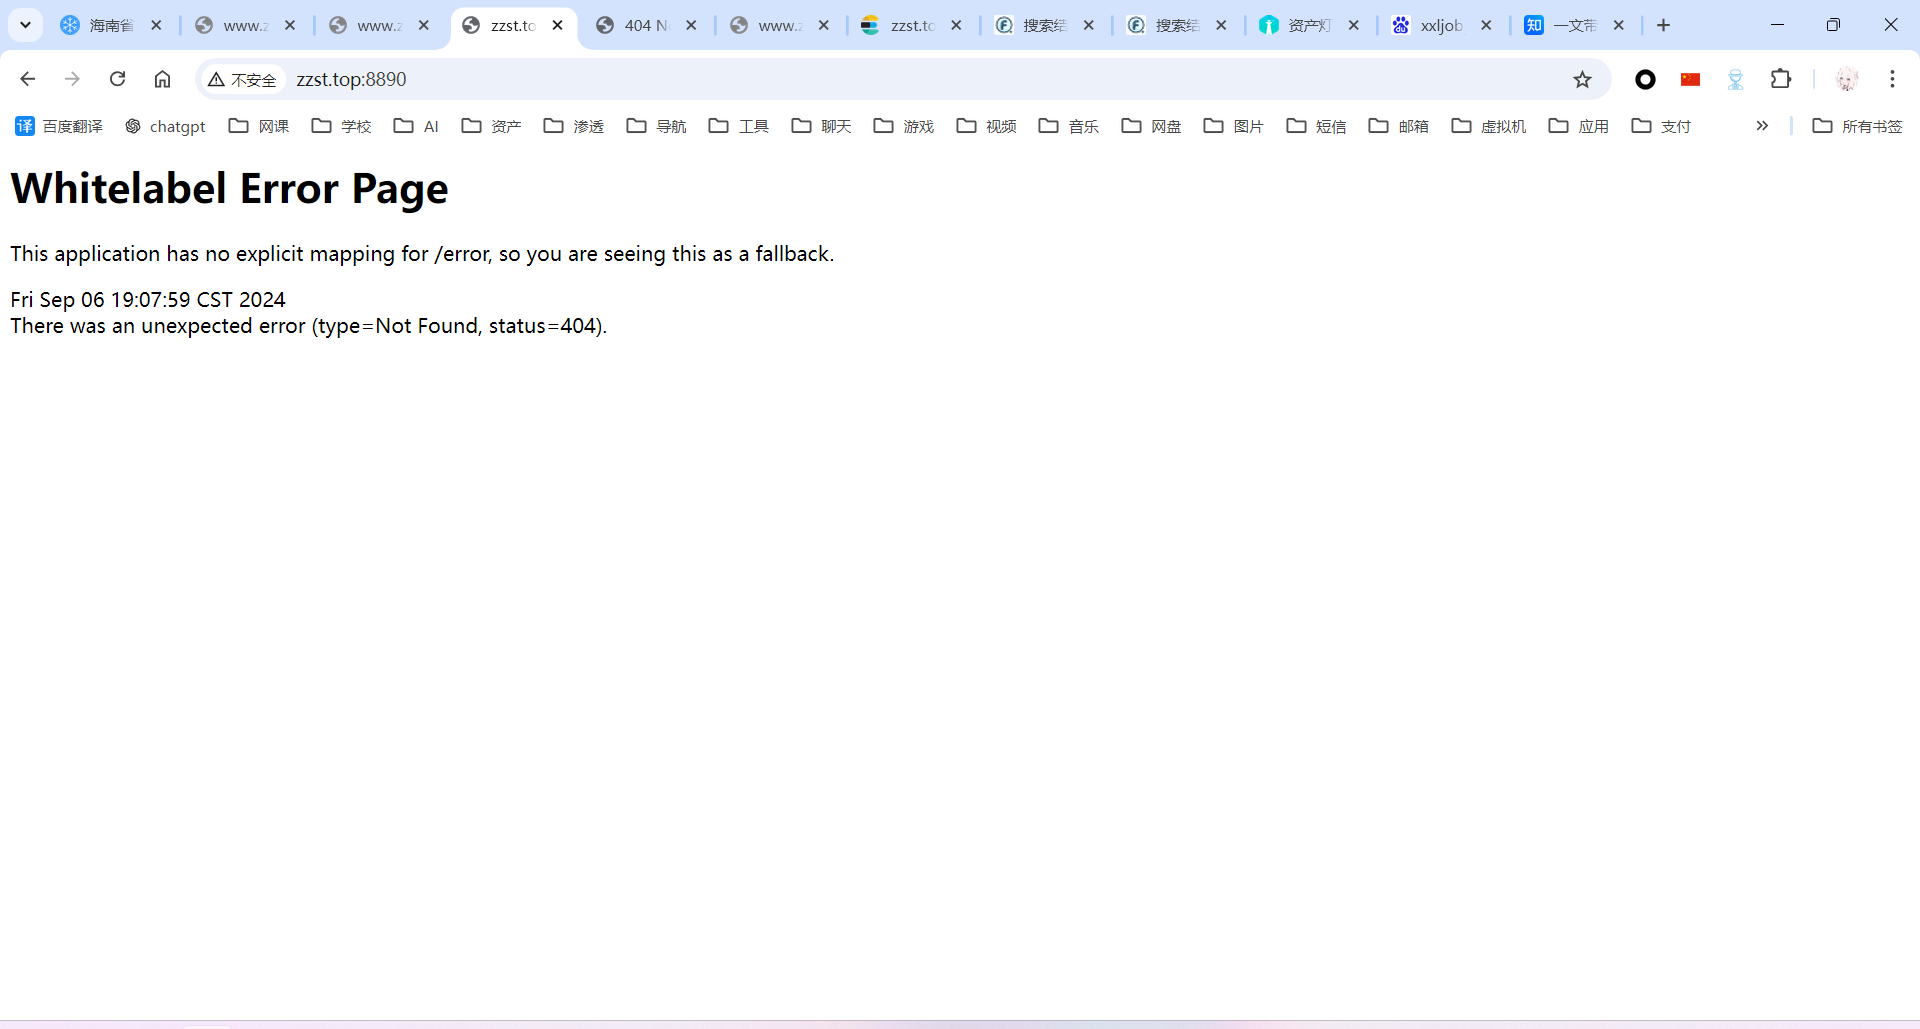 海南省 www.z www.z zzst.to 404 N www.z zzst.to 搜索结 搜索结 资产灯 xxljob 一文带
不安全 zzst.top:8890
译 百度翻译 chatgpt 网课 学校 AI 资产 渗透 导航 工具 聊天 游戏 视频 音乐 网盘 图片 短信 邮箱 虚拟机 应用 支付 所有书签
Whitelabel Error Page
This application has no explicit mapping for /error, so you are seeing this as a fallback.
Fri Sep 06 19:07:59 CST 2024
There was an unexpected error (type=Not Found, status=404).